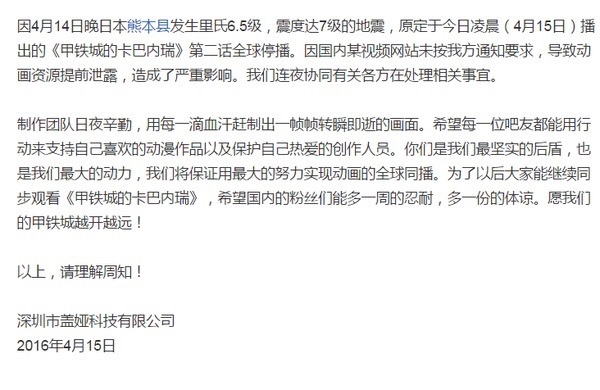 因4月14日晚日本熊本县发生里氏6.5级，震度达7级的地震，原定于今日凌晨（4月15日）播
出的《甲铁城的卡巴内瑞》第二话全球停播。因国内某视频网站未按我方通知要求，导致动
画资源提前泄露，造成了严重影响。我们连夜协同有关各方在处理相关事宜。
制作团队日夜辛勤，用每一滴血汗赶制出一帧帧转瞬即逝的画面。希望每一位吧友都能用行
动来支持自己喜欢的动漫作品以及保护自己热爱的创作人员。你们是我们最坚实的后盾，也
是我们最大的动力，我们将保证用最大的努力实现动画的全球同播。为了以后大家能继续同
步观看《甲铁城的卡巴内瑞》，希望国内的粉丝们能多一周的忍耐，多一份的体谅。愿我们
的甲铁城越开越远！
以上，请理解周知！
深圳市盖娅科技有限公司
2016年4月15日